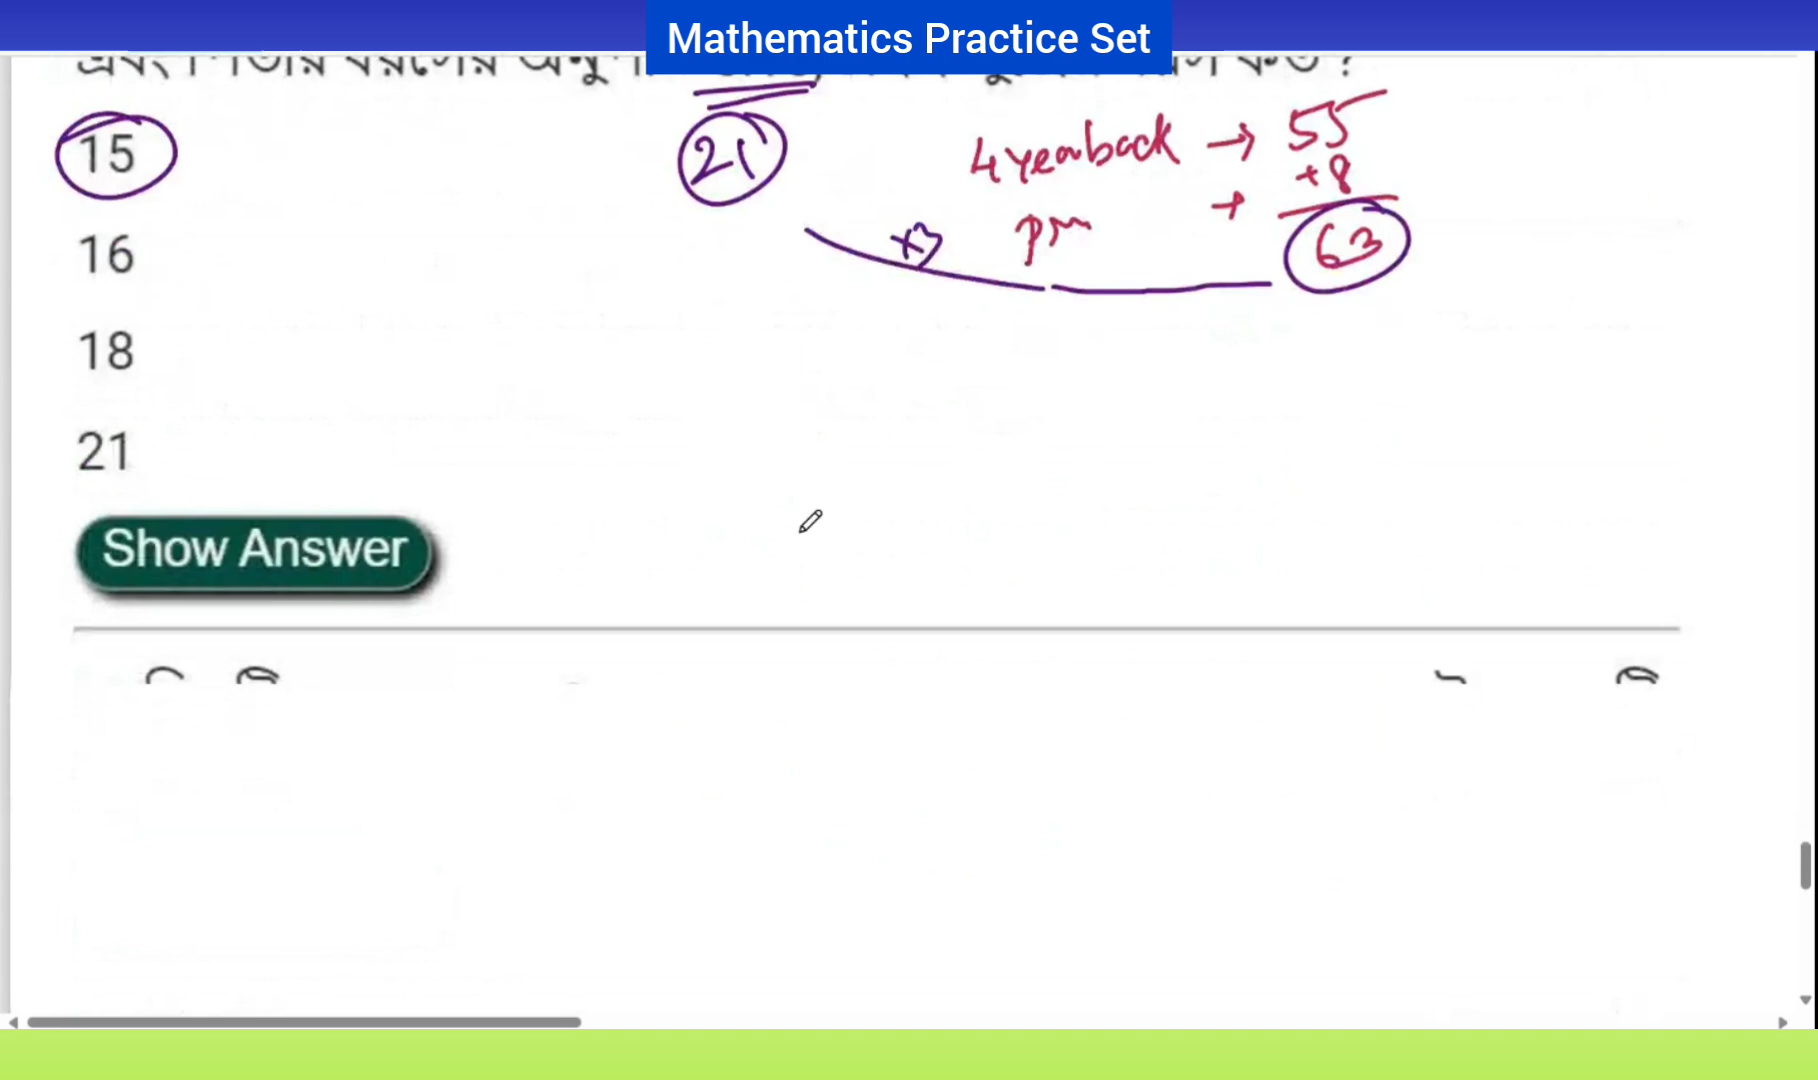 Mathematics Practice Set
15
21
4 year back → 55
+8
63
×3
16
18
21
Show Answer